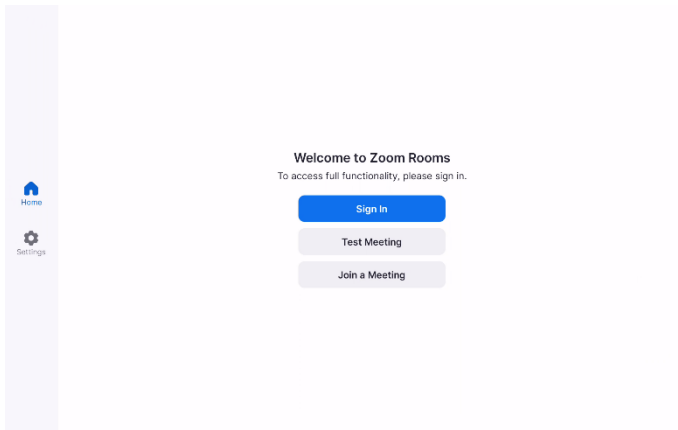 Welcome to Zoom Rooms
To access full functionality, please sign in.
Sign In
Test Meeting
Join a Meeting
Home
Settings